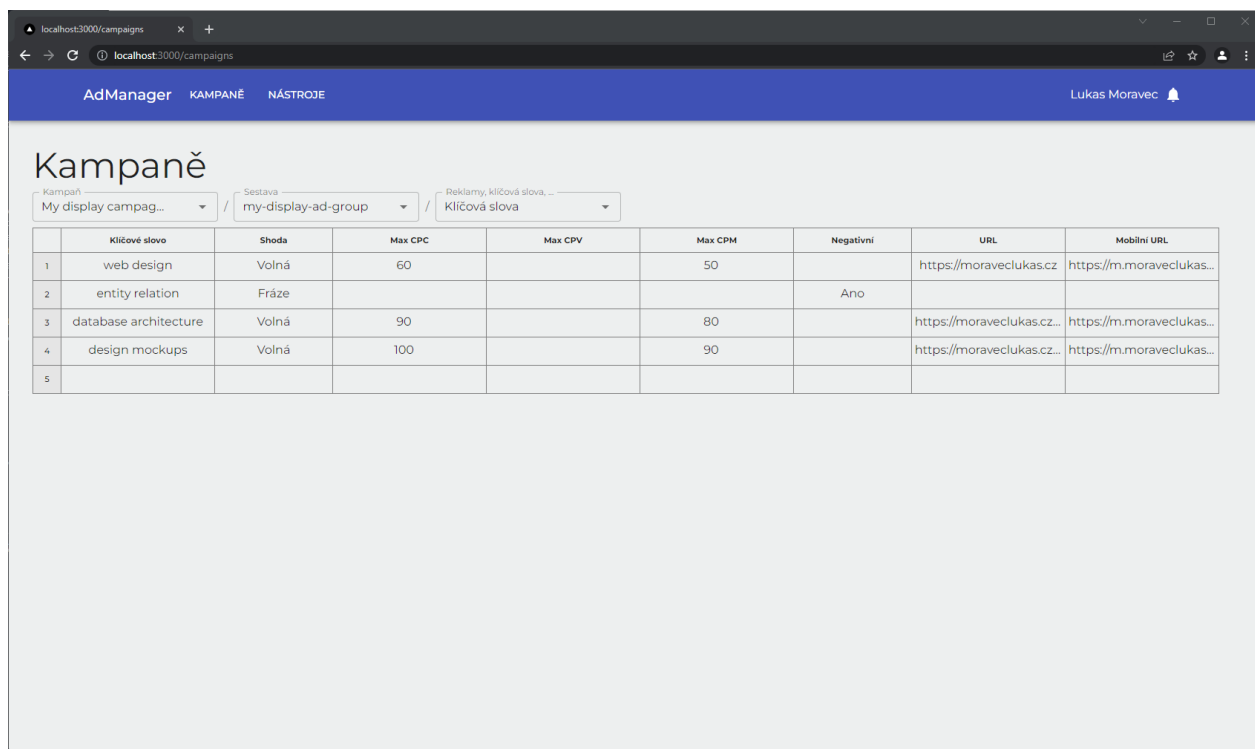 localhost:3000/campaigns
localhost:3000/campaigns
AdManager KAMPANĚ NÁSTROJE Lukas Moravec
Kampaně
Kampaň Sestava Reklamy, klíčová slova, ...
My display campag... / my-display-ad-group / Klíčová slova
Klíčové slovo Shoda Max CPC Max CPV Max CPM Negativní URL Mobilní URL
1 web design Volná 60 50 https://moraveclukas.cz https://m.moraveclukas...
2 entity relation Fráze Ano
3 database architecture Volná 90 80 https://moraveclukas.cz... https://m.moraveclukas...
4 design mockups Volná 100 90 https://moraveclukas.cz... https://m.moraveclukas...
5